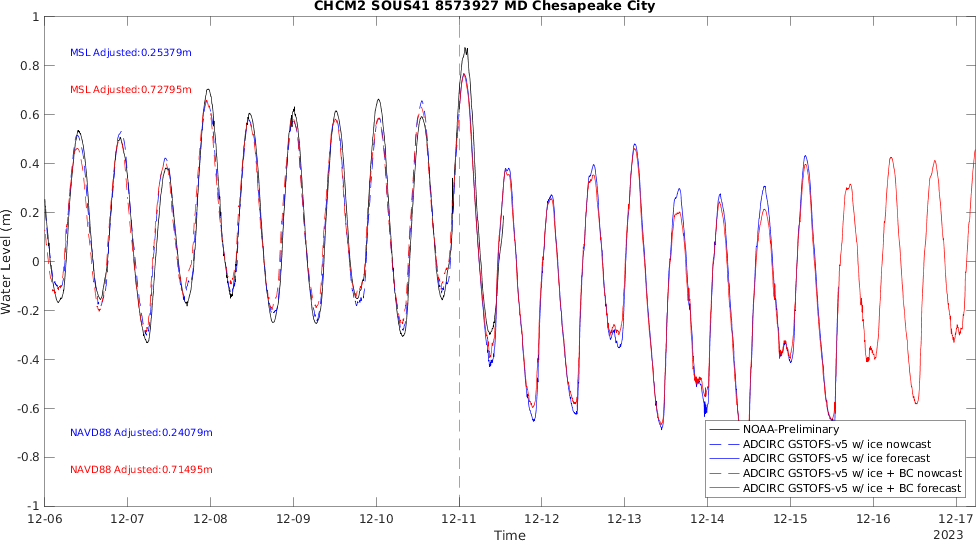 CHCM2 SOUS41 8573927 MD Chesapeake City
1
0.8
0.6
0.4
0.2
0
-0.2
-0.4
-0.6
-0.8
-1
Water Level (m)
MSL Adjusted:0.25379m
MSL Adjusted:0.72795m
NAVD88 Adjusted:0.24079m
NAVD88 Adjusted:0.71495m
NOAA-Preliminary
ADCIRC GSTOFS-v5 w/ ice nowcast
ADCIRC GSTOFS-v5 w/ ice forecast
ADCIRC GSTOFS-v5 w/ ice + BC nowcast
ADCIRC GSTOFS-v5 w/ ice + BC forecast
12-06 12-07 12-08 12-09 12-10 12-11 12-12 12-13 12-14 12-15 12-16 12-17
Time
2023